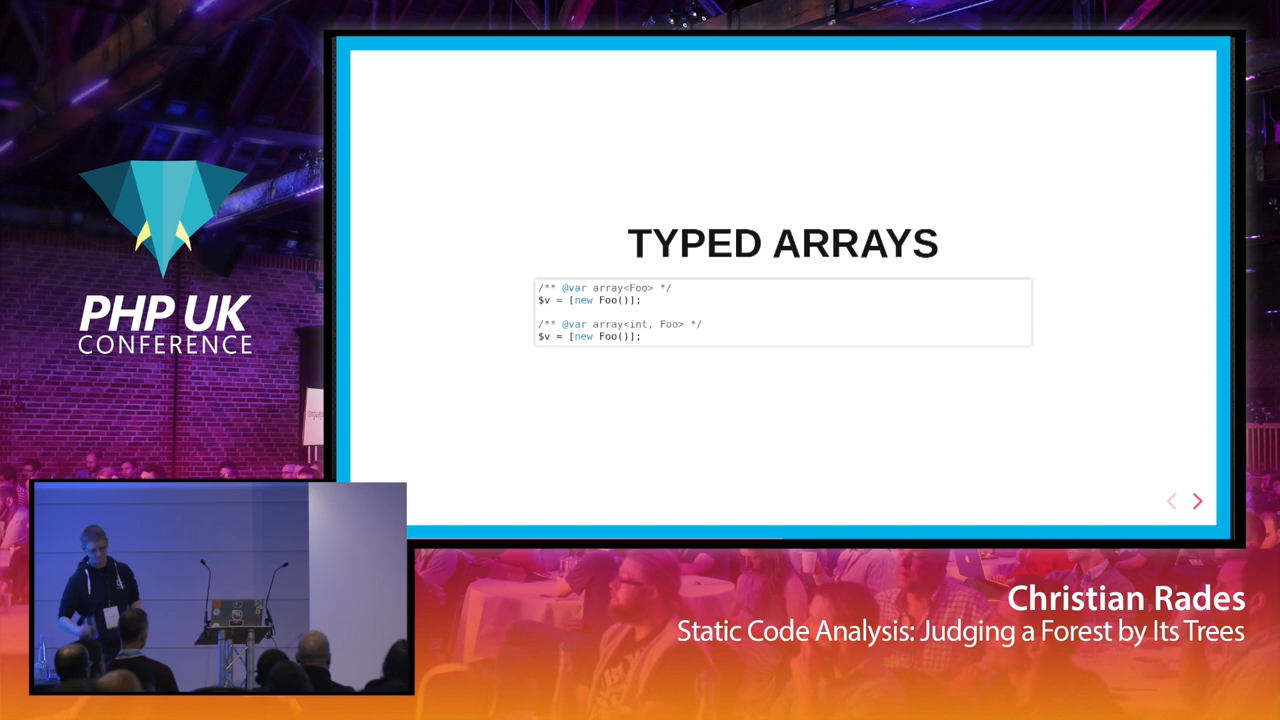 PHP UK
CONFERENCE
TYPED ARRAYS
/** @var array<Foo> */
$v = [new Foo()];
/** @var array<int, Foo> */
$v = [new Foo()];
Christian Rades
Static Code Analysis: Judging a Forest by Its Trees